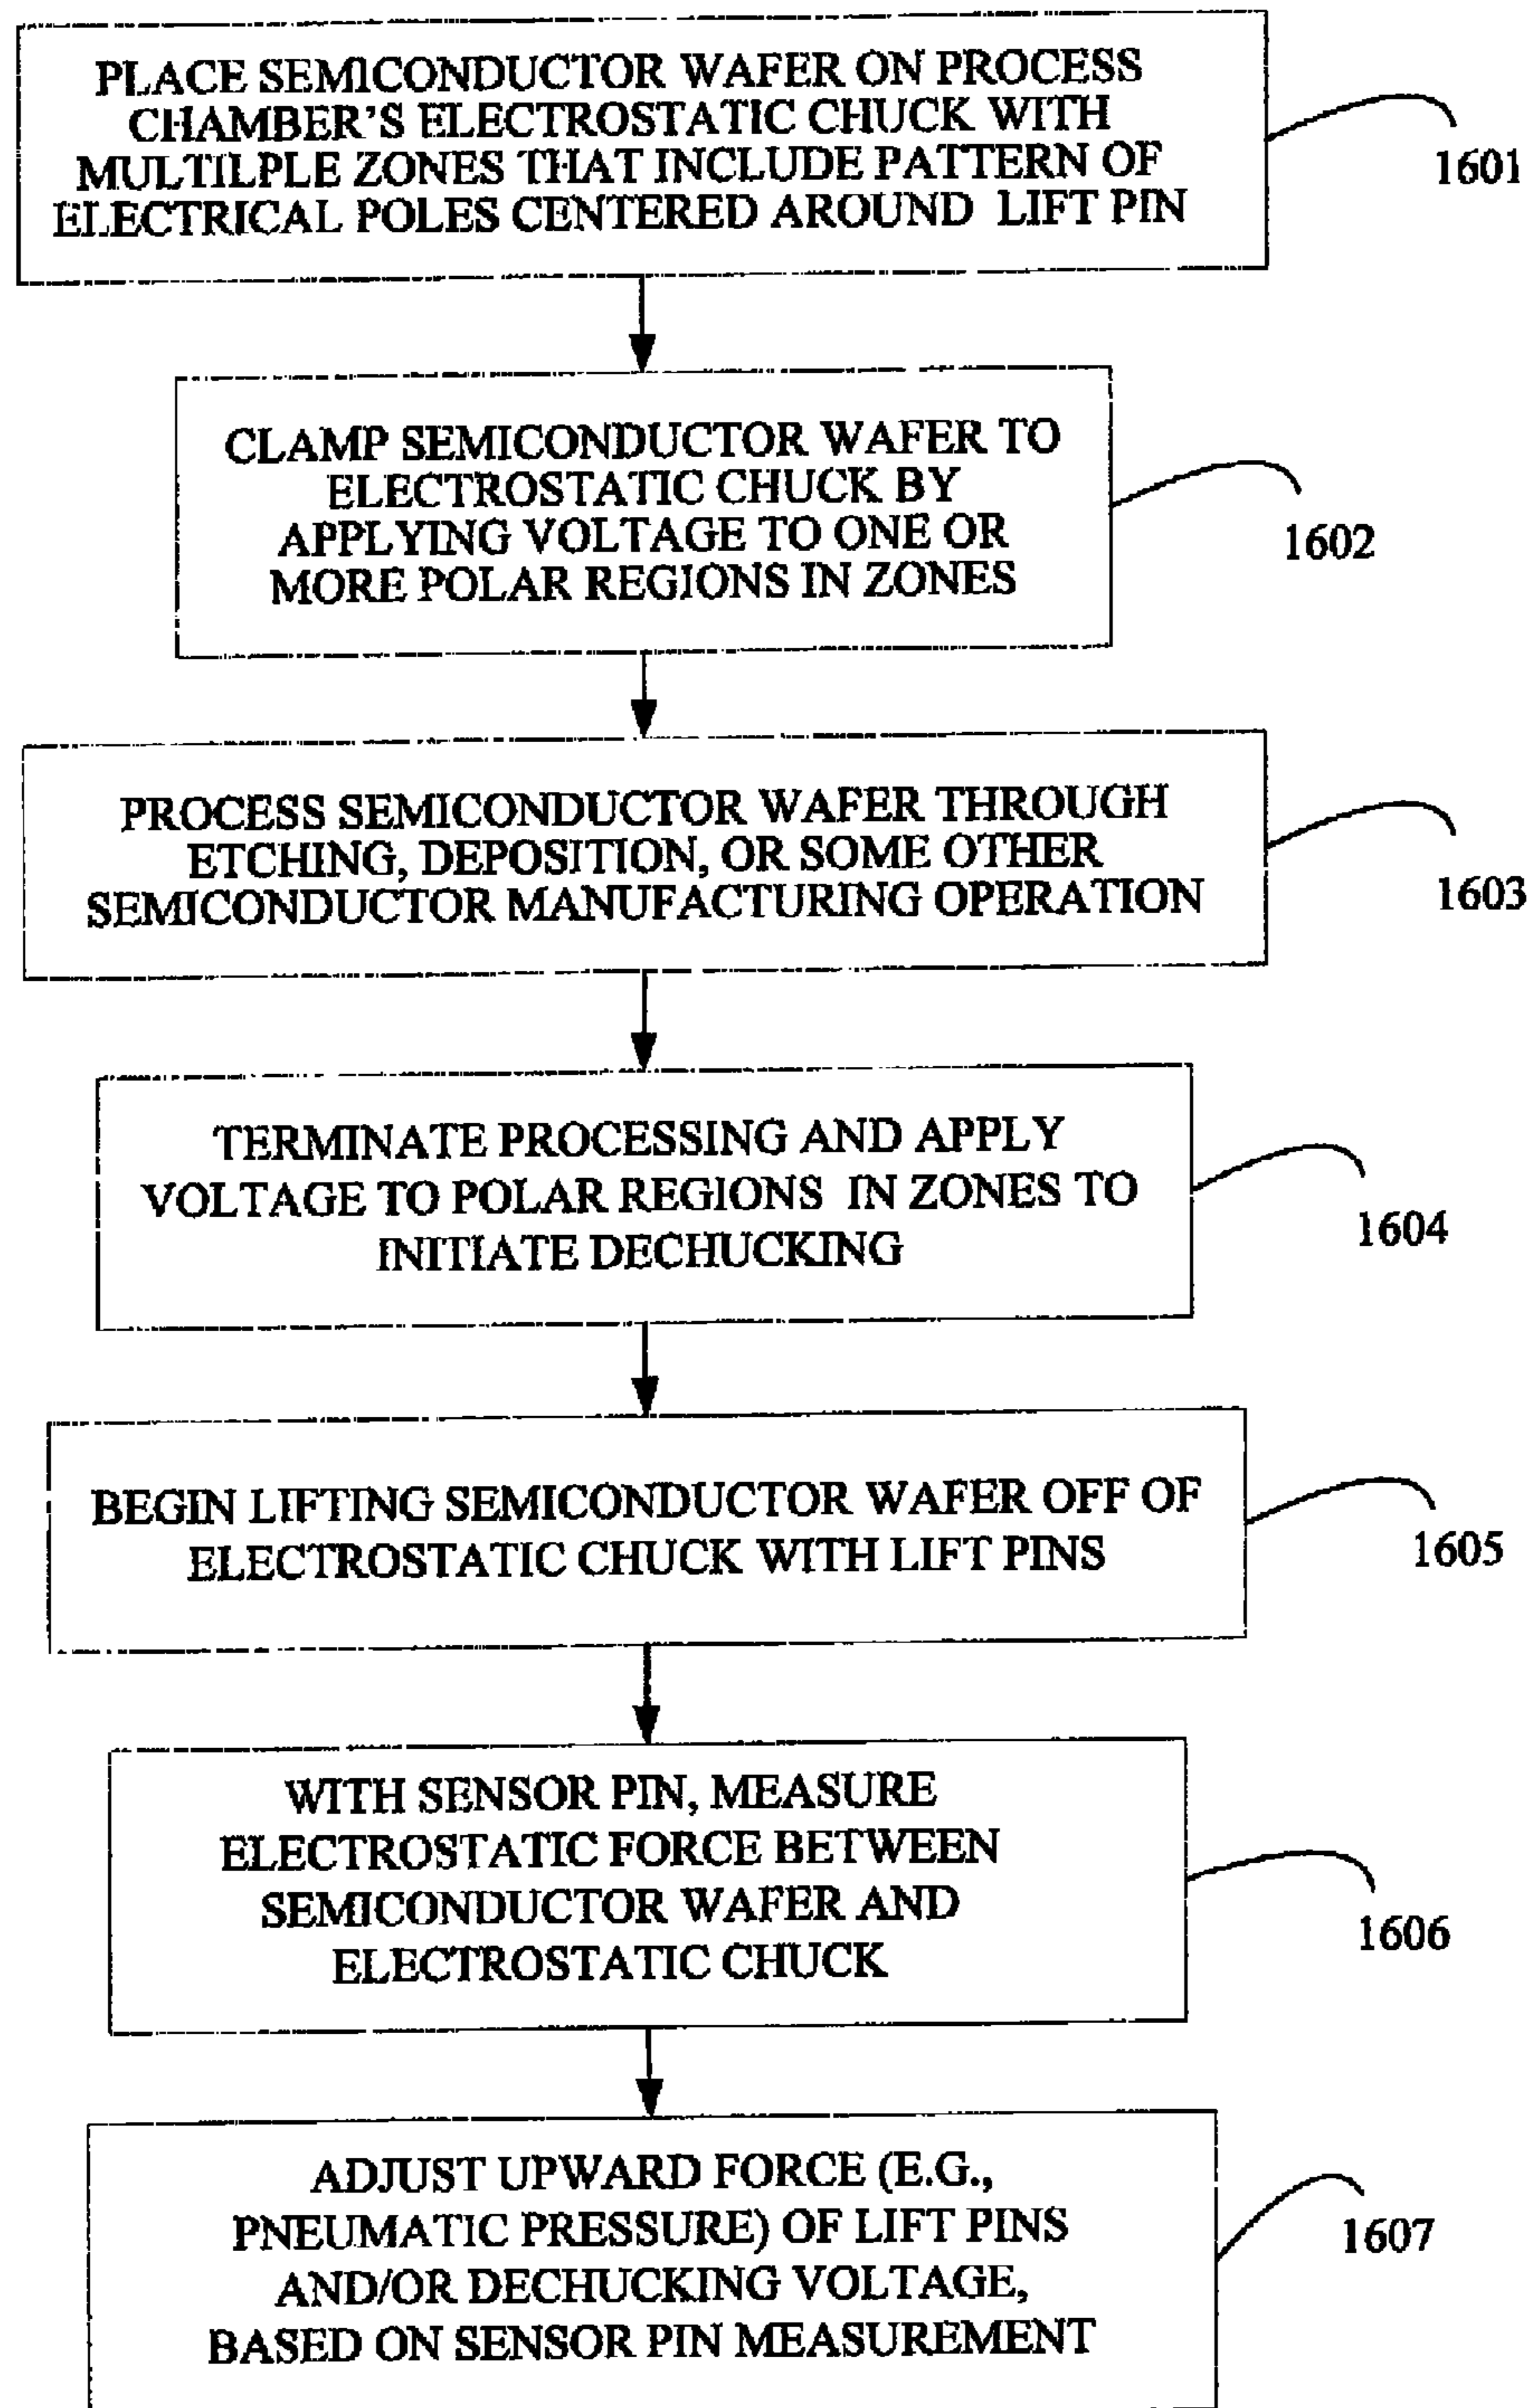 PLACE SEMICONDUCTOR WAFER ON PROCESS
CHAMBER'S ELECTROSTATIC CHUCK WITH
MULTILPLE ZONES THAT INCLUDE PATTERN OF
ELECTRICAL POLES CENTERED AROUND LIFT PIN
1601
CLAMP SEMICONDUCTOR WAFER TO
ELECTROSTATIC CHUCK BY
APPLYING VOLTAGE TO ONE OR
MORE POLAR REGIONS IN ZONES
1602
PROCESS SEMICONDUCTOR WAFER THROUGH
ETCHING, DEPOSITION, OR SOME OTHER
SEMICONDUCTOR MANUFACTURING OPERATION
1603
TERMINATE PROCESSING AND APPLY
VOLTAGE TO POLAR REGIONS IN ZONES TO
INITIATE DECHUCKING
1604
BEGIN LIFTING SEMICONDUCTOR WAFER OFF OF
ELECTROSTATIC CHUCK WITH LIFT PINS
1605
WITH SENSOR PIN, MEASURE
ELECTROSTATIC FORCE BETWEEN
SEMICONDUCTOR WAFER AND
ELECTROSTATIC CHUCK
1606
ADJUST UPWARD FORCE (E.G.,
PNEUMATIC PRESSURE) OF LIFT PINS
AND/OR DECHUCKING VOLTAGE,
BASED ON SENSOR PIN MEASUREMENT
1607